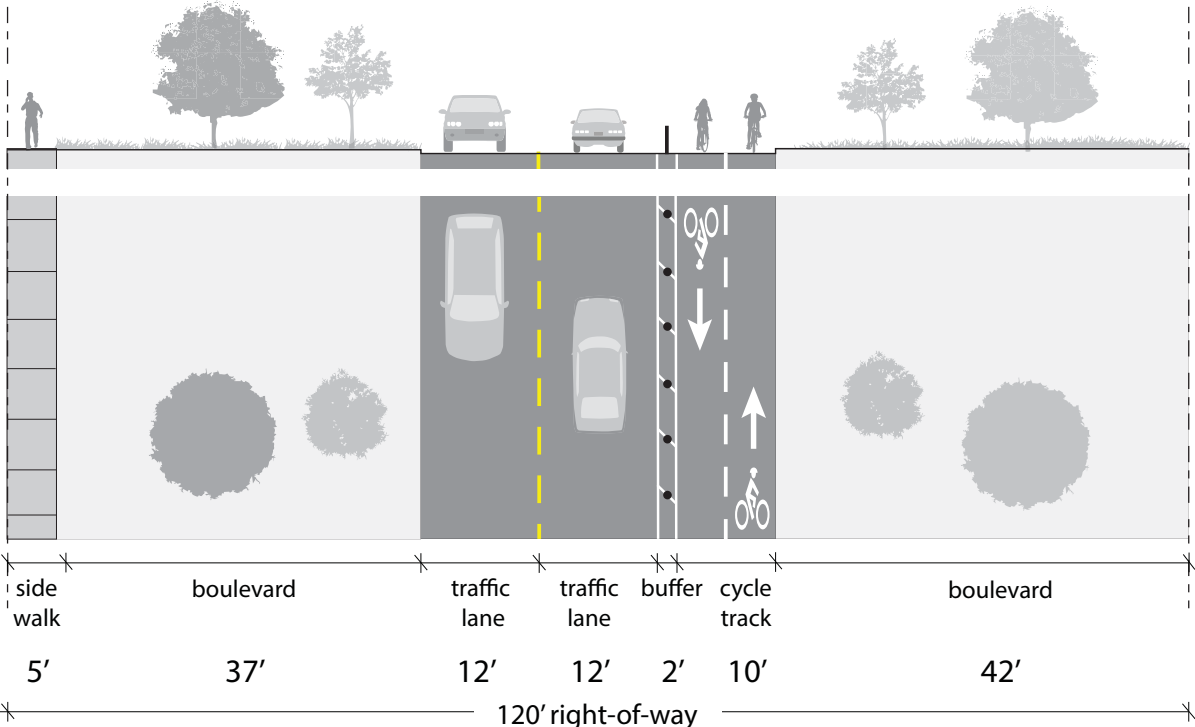 side boulevard traffic traffic buffer cycle boulevard
walk lane lane track
5’ 37’ 12’ 12’ 2’ 10’ 42’
120’ right-of-way